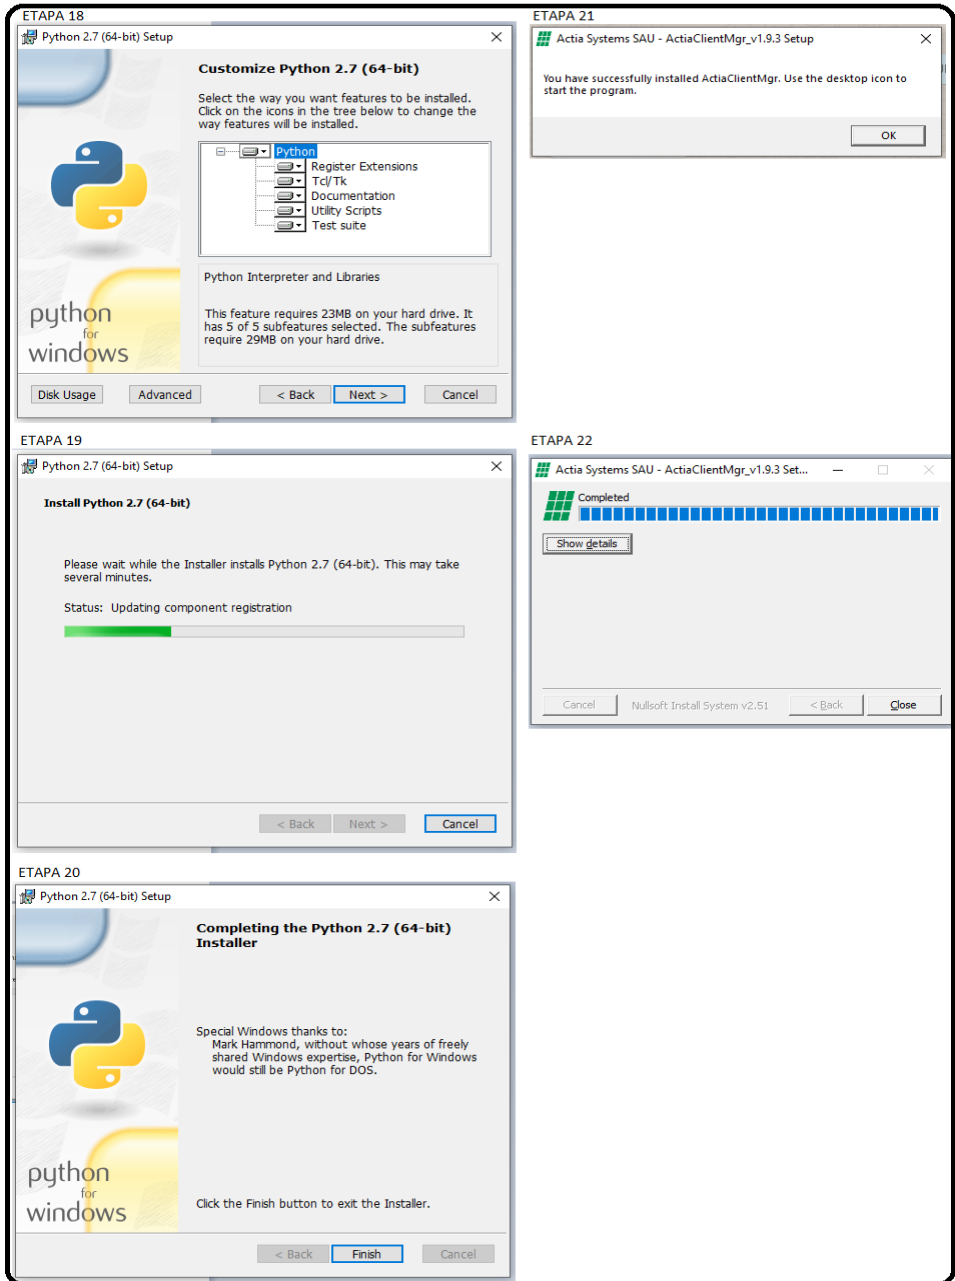 ETAPA 18
Python 2.7 (64-bit) Setup
Customize Python 2.7 (64-bit)
Select the way you want features to be installed.
Click on the icons in the tree below to change the
way features will be installed.
Python
Register Extensions
Tcl/Tk
Documentation
Utility Scripts
Test suite
Python Interpreter and Libraries
This feature requires 23MB on your hard drive. It
has 5 of 5 subfeatures selected. The subfeatures
require 29MB on your hard drive.
python
for
windows
Disk Usage
Advanced
< Back
Next >
Cancel
ETAPA 19
Python 2.7 (64-bit) Setup
Install Python 2.7 (64-bit)
Please wait while the Installer installs Python 2.7 (64-bit). This may take
several minutes.
Status: Updating component registration
< Back
Next >
Cancel
ETAPA 20
Python 2.7 (64-bit) Setup
Completing the Python 2.7 (64-bit)
Installer
Special Windows thanks to:
Mark Hammond, without whose years of freely
shared Windows expertise, Python for Windows
would still be Python for DOS.
python
for
windows
Click the Finish button to exit the Installer.
< Back
Finish
Cancel
ETAPA 21
Actia Systems SAU - ActiaClientMgr_v1.9.3 Setup
You have successfully installed ActiaClientMgr. Use the desktop icon to
start the program.
OK
ETAPA 22
Actia Systems SAU - ActiaClientMgr_v1.9.3 Set...
Completed
Show details
Cancel
Nullsoft Install System v2.51
< Back
Close